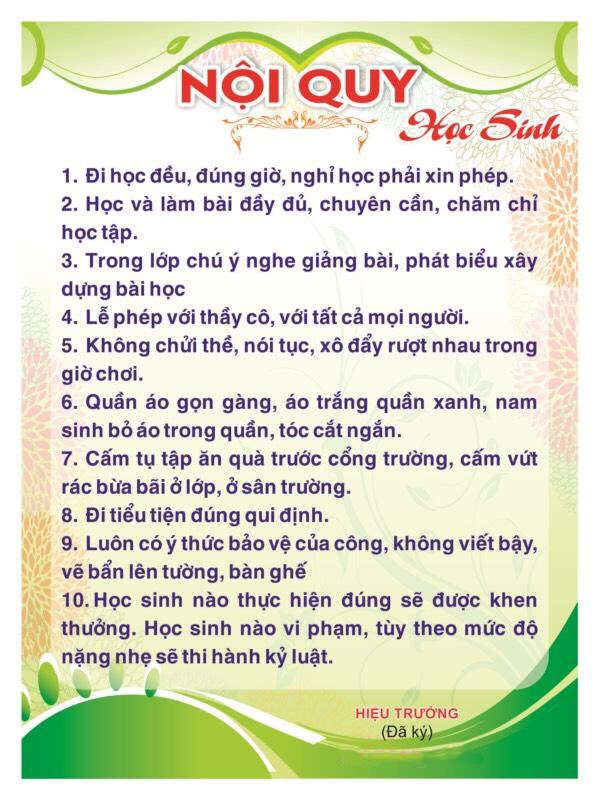 NỘI QUY
Học Sinh
1. Đi học đều, đúng giờ, nghỉ học phải xin phép.
2. Học và làm bài đầy đủ, chuyên cần, chăm chỉ
học tập.
3. Trong lớp chú ý nghe giảng bài, phát biểu xây
dựng bài học
4. Lễ phép với thầy cô, với tất cả mọi người.
5. Không chửi thề, nói tục, xô đẩy rượt nhau trong
giờ chơi.
6. Quần áo gọn gàng, áo trắng quần xanh, nam
sinh bỏ áo trong quần, tóc cắt ngắn.
7. Cấm tụ tập ăn quà trước cổng trường, cấm vứt
rác bừa bãi ở lớp, ở sân trường.
8. Đi tiểu tiện đúng qui định.
9. Luôn có ý thức bảo vệ của công, không viết bậy,
vẽ bẩn lên tường, bàn ghế
10. Học sinh nào thực hiện đúng sẽ được khen
thưởng. Học sinh nào vi phạm, tùy theo mức độ
nặng nhẹ sẽ thi hành kỷ luật.
HIỆU TRƯỞNG
(Đã ký)